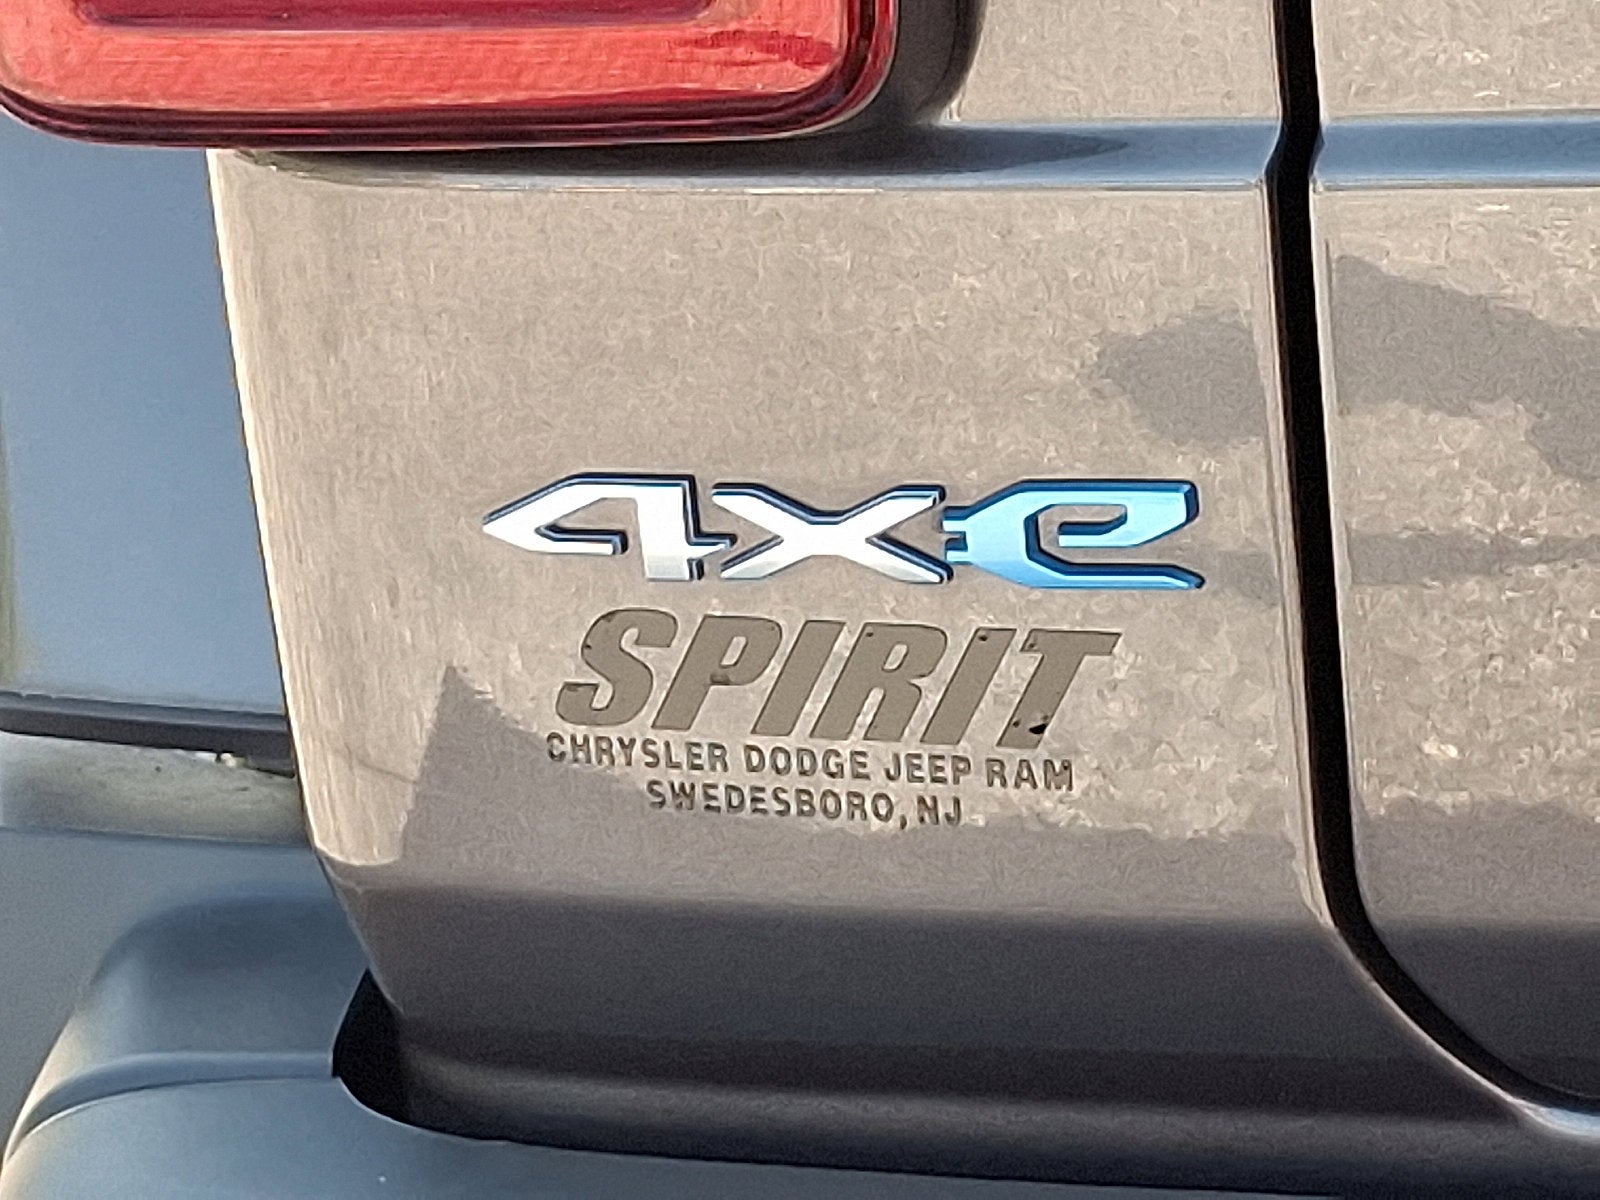 4xe
SPIRIT
CHRYSLER DODGE JEEP RAM
SWEDESBORO, NJ